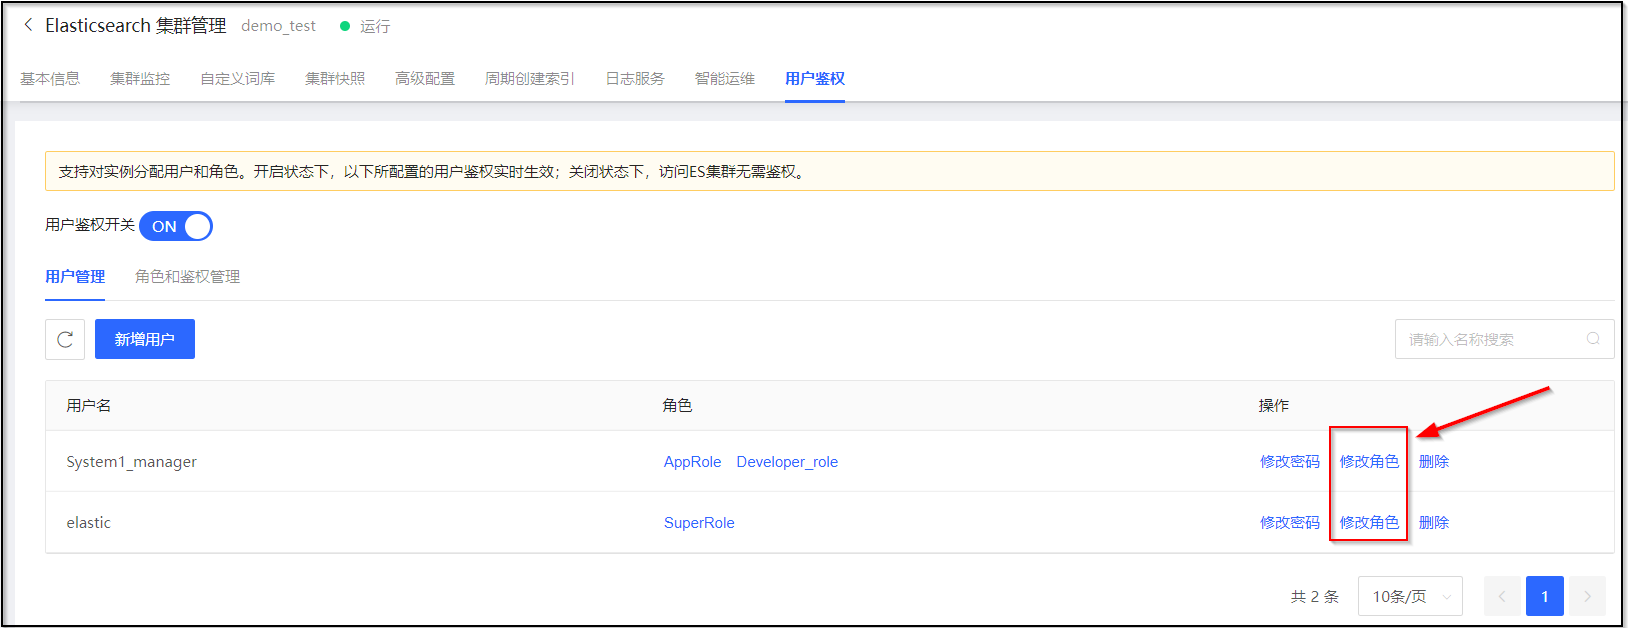 Elasticsearch 集群管理 demo_test 运行
基本信息 集群监控 自定义词库 集群快照 高级配置 周期创建索引 日志服务 智能运维 用户鉴权
支持对实例分配用户和角色。开启状态下，以下所配置的用户鉴权实时生效；关闭状态下，访问ES集群无需鉴权。
用户鉴权开关 ON
用户管理 角色和鉴权管理
新增用户 请输入名称搜索
用户名 角色 操作
System1_manager AppRole Developer_role 修改密码 修改角色 删除
elastic SuperRole 修改密码 修改角色 删除
共 2 条 10条/页 1